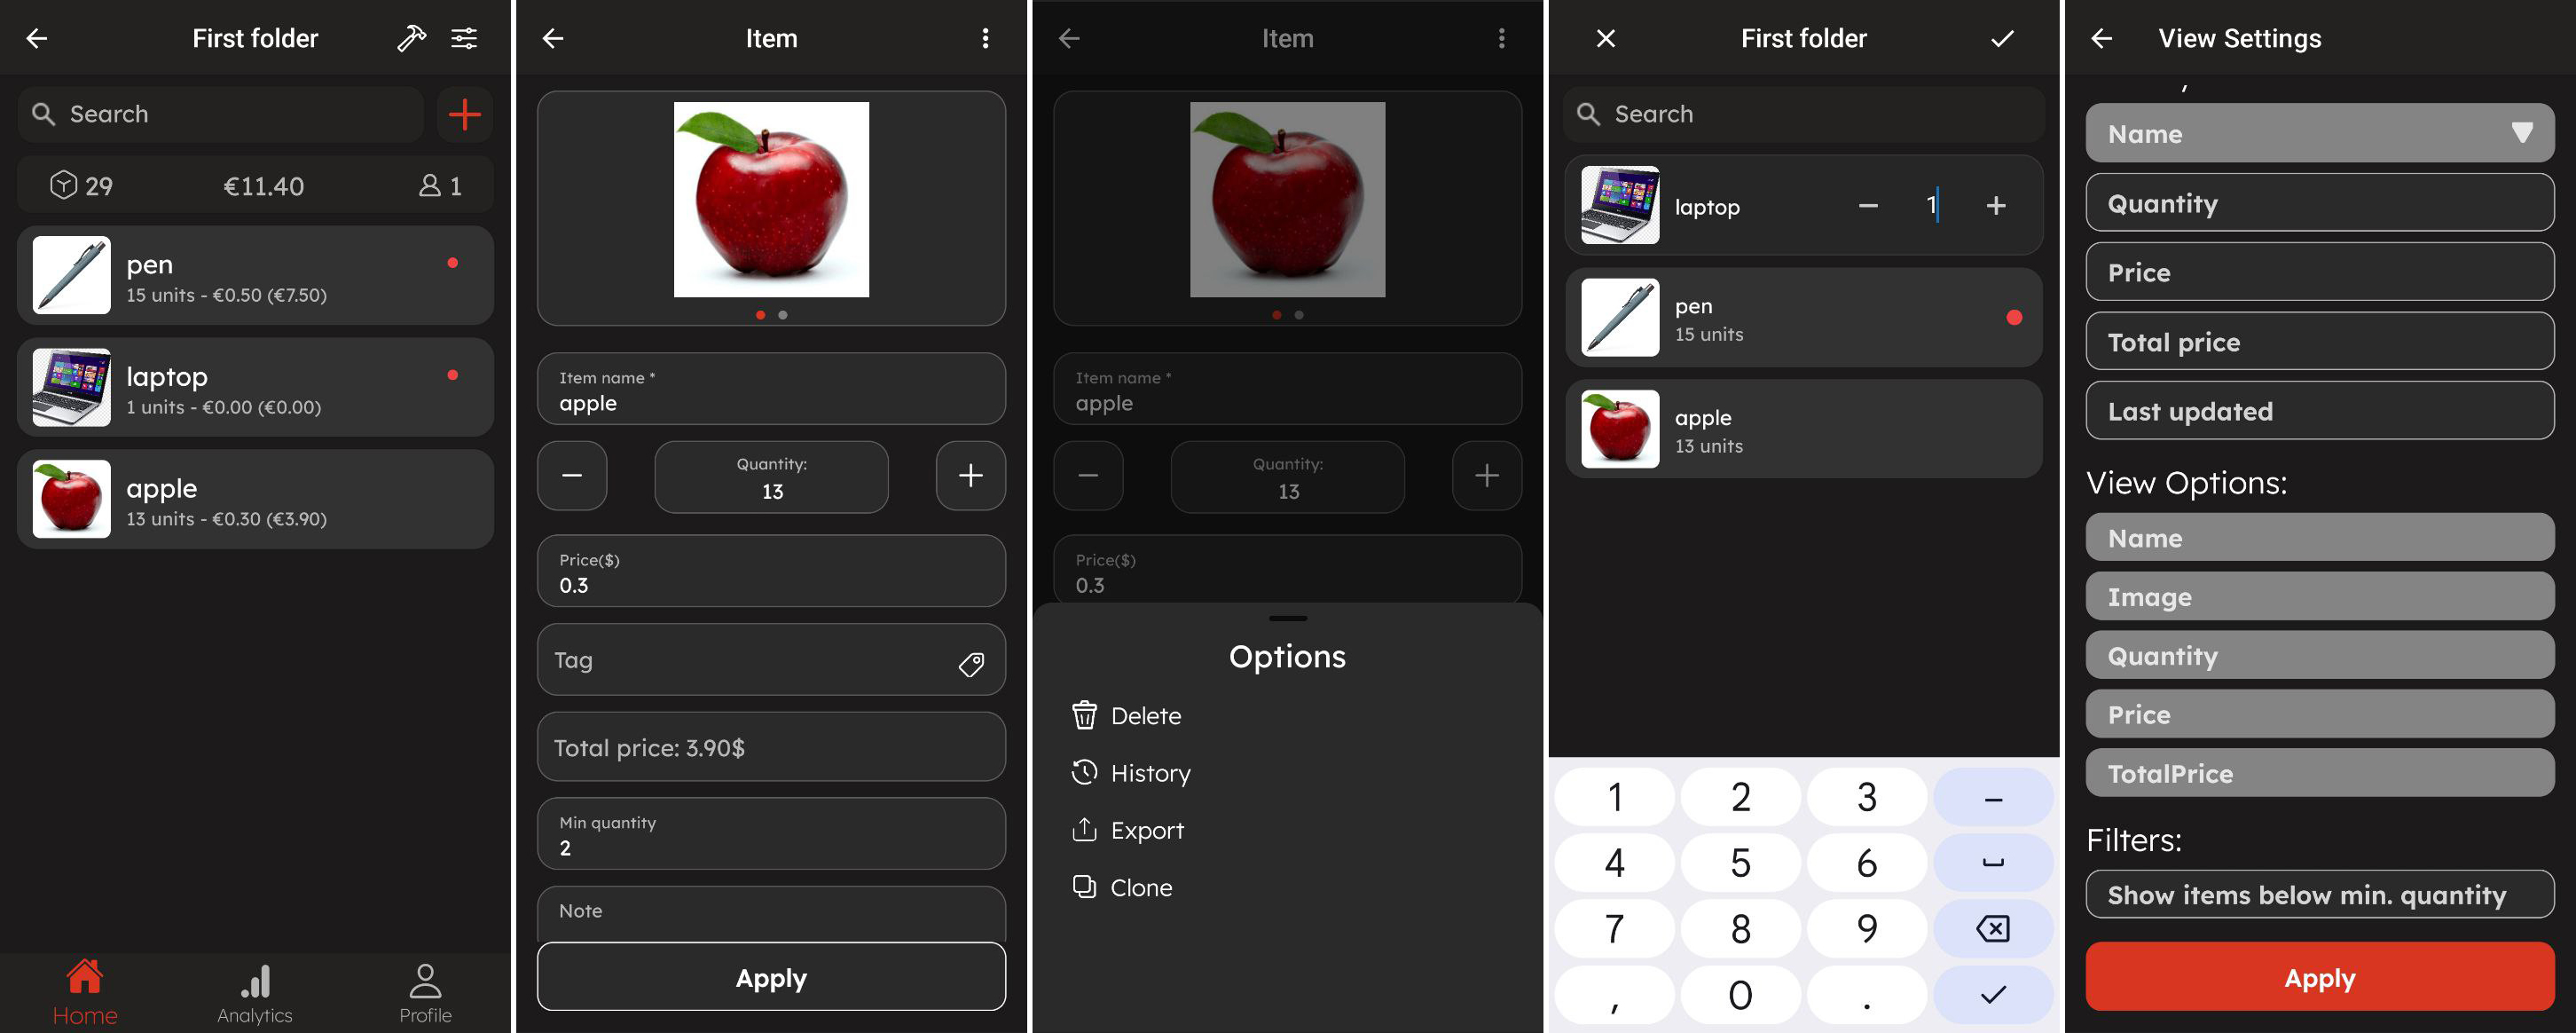 First folder
Search
29
€11.40
1
pen
15 units - €0.50 (€7.50)
laptop
1 units - €0.00 (€0.00)
apple
13 units - €0.30 (€3.90)
Home
Analytics
Profile
Item
Item name *
apple
Quantity:
13
Price($)
0.3
Tag
Total price: 3.90$
Min quantity
2
Note
Apply
Item
Item name *
apple
Quantity:
13
Price($)
0.3
Options
Delete
History
Export
Clone
First folder
Search
laptop
1
pen
15 units
apple
13 units
1 2 3 –
4 5 6
7 8 9
, 0 .
View Settings
Name
Quantity
Price
Total price
Last updated
View Options:
Name
Image
Quantity
Price
TotalPrice
Filters:
Show items below min. quantity
Apply